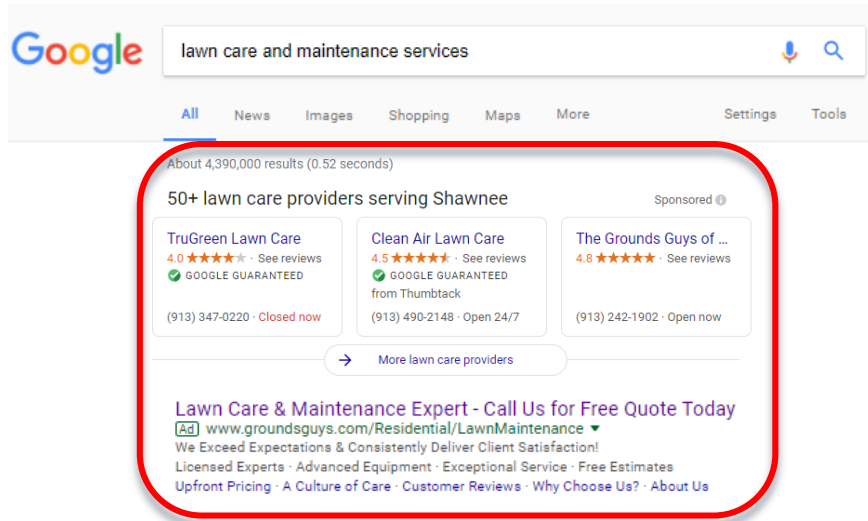 Google
lawn care and maintenance services
All News Images Shopping Maps More Settings Tools
About 4,390,000 results (0.52 seconds)
50+ lawn care providers serving Shawnee
Sponsored
TruGreen Lawn Care
4.0 ★★★★★ · See reviews
GOOGLE GUARANTEED
(913) 347-0220 · Closed now
Clean Air Lawn Care
4.5 ★★★★★ · See reviews
GOOGLE GUARANTEED
from Thumbtack
(913) 490-2148 · Open 24/7
The Grounds Guys of ...
4.8 ★★★★★ · See reviews
(913) 242-1902 · Open now
More lawn care providers
Lawn Care & Maintenance Expert - Call Us for Free Quote Today
Ad www.groundsguys.com/Residential/LawnMaintenance
We Exceed Expectations & Consistently Deliver Client Satisfaction!
Licensed Experts · Advanced Equipment · Exceptional Service · Free Estimates
Upfront Pricing · A Culture of Care · Customer Reviews · Why Choose Us? · About Us